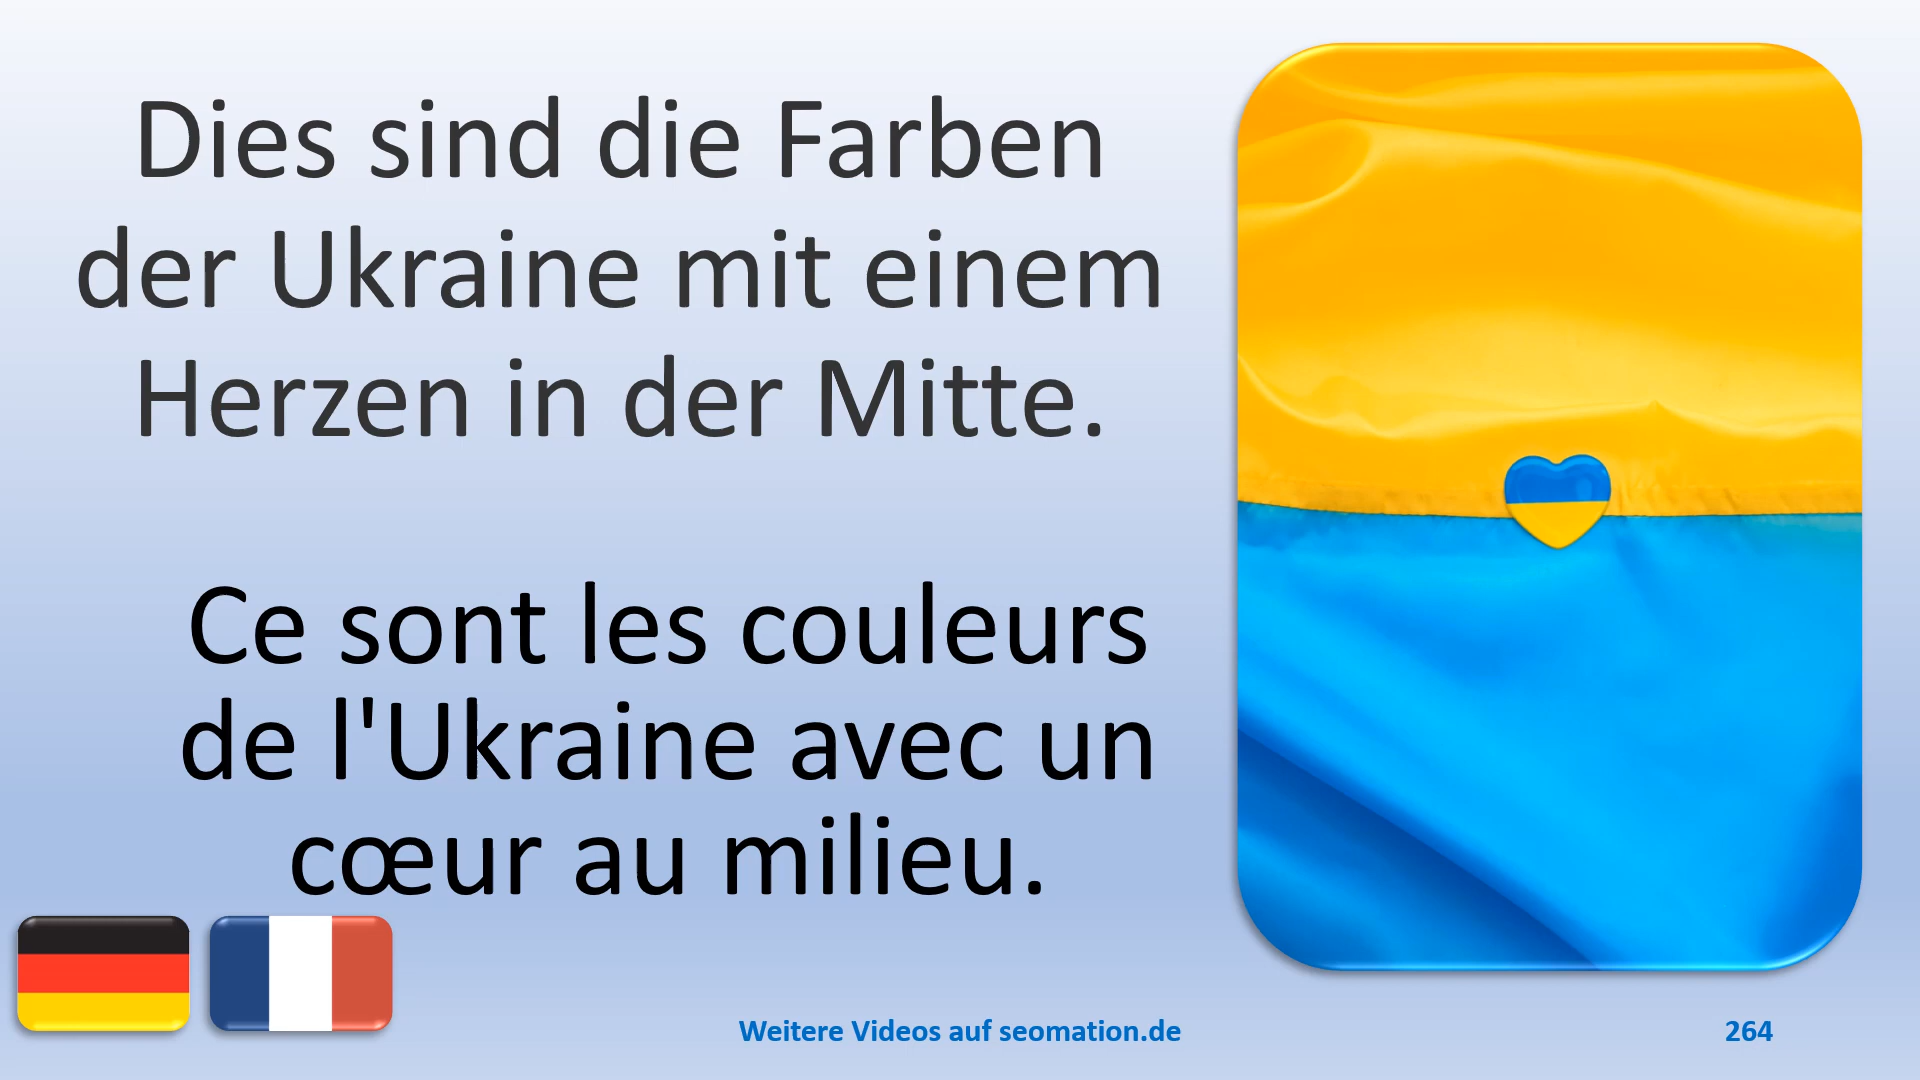 Dies sind die Farben
der Ukraine mit einem
Herzen in der Mitte.
Ce sont les couleurs
de l'Ukraine avec un
cœur au milieu.
Weitere Videos auf seomation.de
264